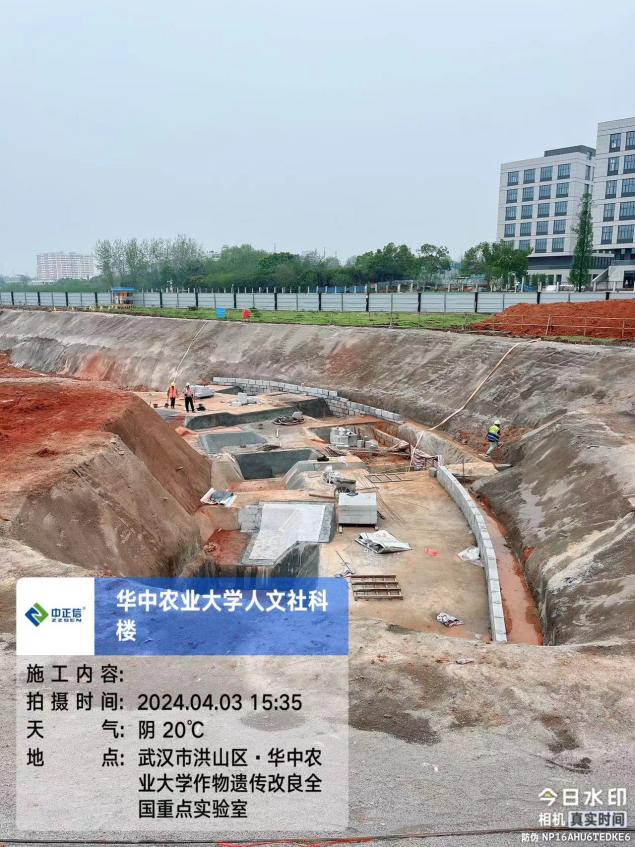 中正信®
ZZBEN
华中农业大学人文社科
楼
施工内容:
拍摄时间: 2024.04.03 15:35
天气: 阴 20℃
地点: 武汉市洪山区·华中农
业大学作物遗传改良全
国重点实验室
今日水印
相机 真实时间
防伪 NP16AHU6TEDKE6